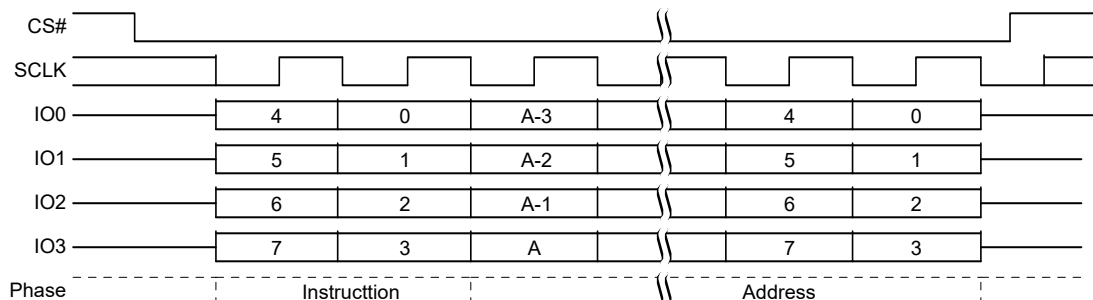 CS#
SCLK
IO0 4 0 A-3 4 0
IO1 5 1 A-2 5 1
IO2 6 2 A-1 6 2
IO3 7 3 A 7 3
Phase Instructtion Address